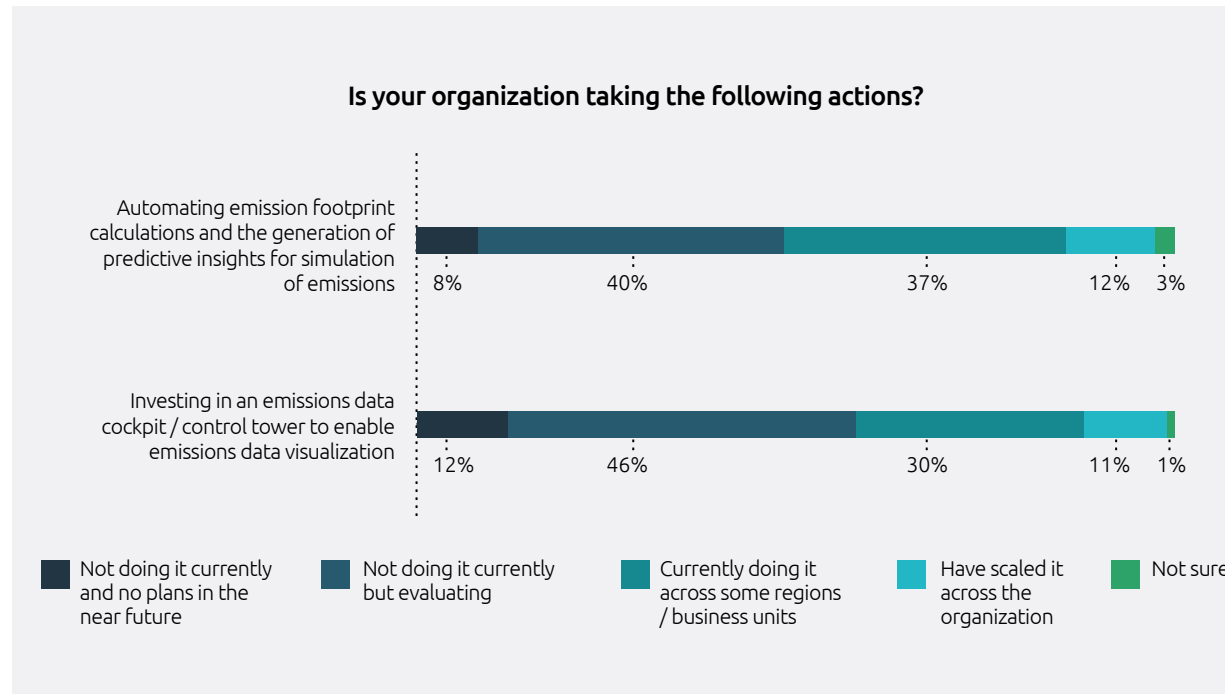 Is your organization taking the following actions?
Automating emission footprint
calculations and the generation of
predictive insights for simulation
of emissions
8% 40% 37% 12% 3%
Investing in an emissions data
cockpit / control tower to enable
emissions data visualization
12% 46% 30% 11% 1%
Not doing it currently
and no plans in the
near future
Not doing it currently
but evaluating
Currently doing it
across some regions
/ business units
Have scaled it
across the
organization
Not sure